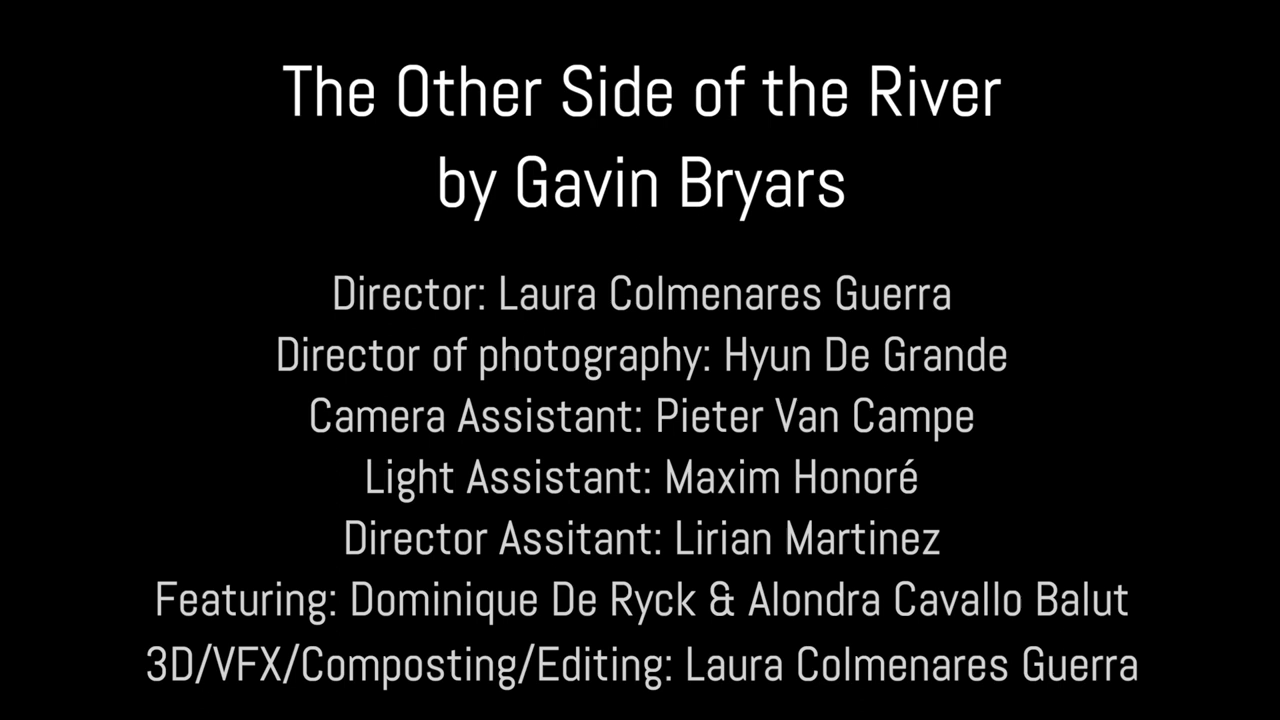 The Other Side of the River
by Gavin Bryars
Director: Laura Colmenares Guerra
Director of photography: Hyun De Grande
Camera Assistant: Pieter Van Campe
Light Assistant: Maxim Honoré
Director Assitant: Lirian Martinez
Featuring: Dominique De Ryck & Alondra Cavallo Balut
3D/VFX/Composting/Editing: Laura Colmenares Guerra